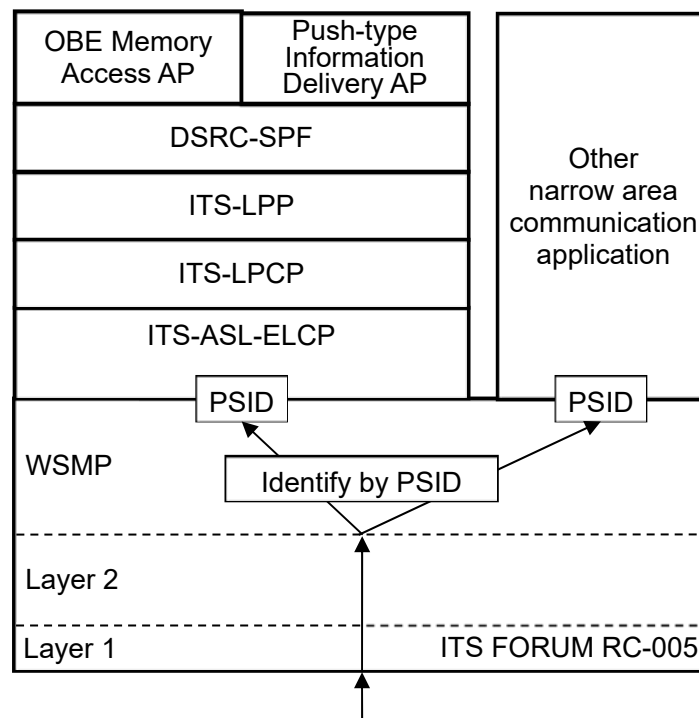 OBE Memory
Access AP
Push-type
Information
Delivery AP
DSRC-SPF
ITS-LPP
ITS-LPCP
ITS-ASL-ELCP
Other
narrow area
communication
application
PSID
PSID
WSMP
Identify by PSID
Layer 2
Layer 1
ITS FORUM RC-005